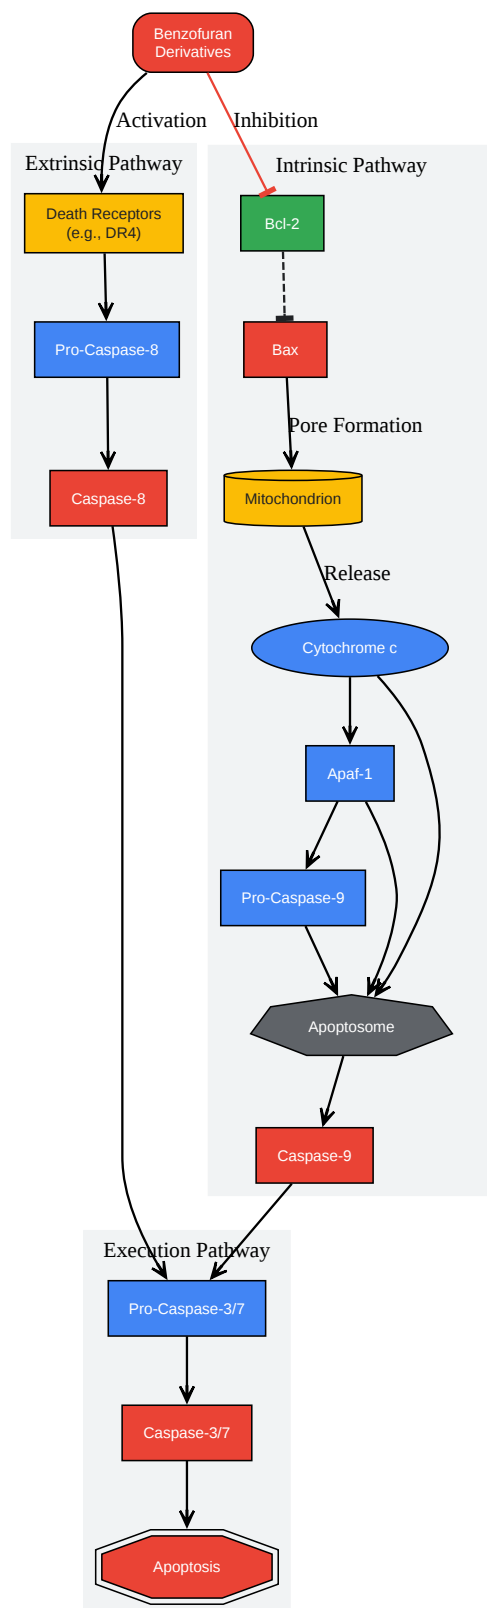 Benzofuran
Derivatives
Activation
Inhibition
Extrinsic Pathway
Intrinsic Pathway
Death Receptors
(e.g., DR4)
Bcl-2
Pro-Caspase-8
Bax
Pore Formation
Caspase-8
Mitochondrion
Release
Cytochrome c
Apaf-1
Pro-Caspase-9
Apoptosome
Caspase-9
Execution Pathway
Pro-Caspase-3/7
Caspase-3/7
Apoptosis